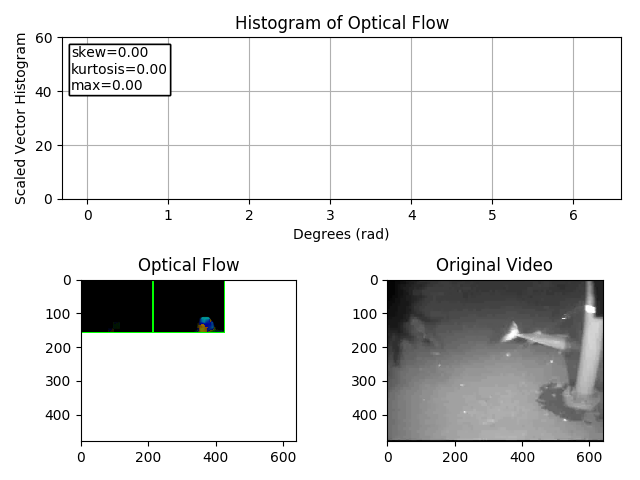 Histogram of Optical Flow
Scaled Vector Histogram
60
40
20
0
skew=0.00
kurtosis=0.00
max=0.00
0 1 2 3 4 5 6
Degrees (rad)
Optical Flow
0
100
200
300
400
0 200 400 600
Original Video
0
100
200
300
400
0 200 400 600